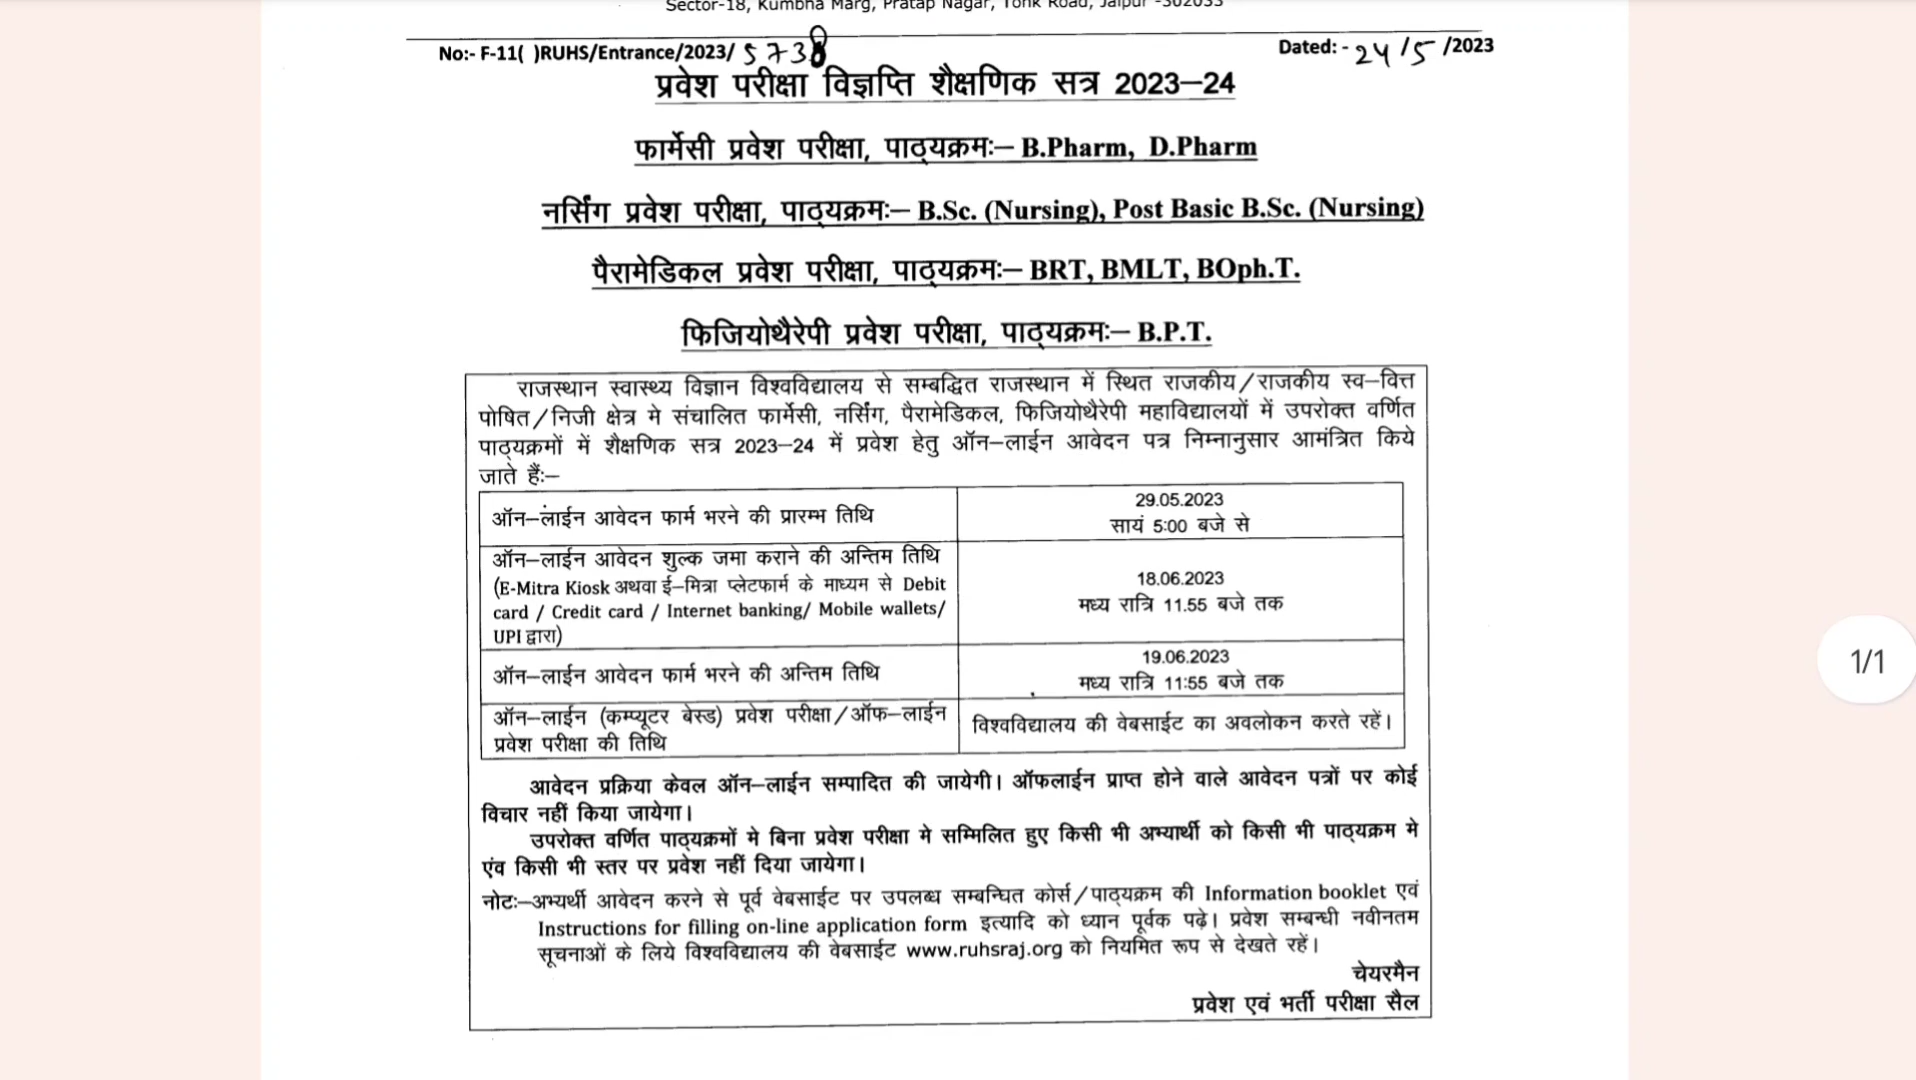 Sector-18, Kumbha Marg, Pratap Nagar, Tonk Road, Jaipur -302033
No:- F-11( )RUHS/Entrance/2023/ 5738
Dated: - 24/5 /2023
प्रवेश परीक्षा विज्ञप्ति शैक्षणिक सत्र 2023–24
फार्मेसी प्रवेश परीक्षा, पाठ्यक्रमः– B.Pharm, D.Pharm
नर्सिंग प्रवेश परीक्षा, पाठ्यक्रमः– B.Sc. (Nursing), Post Basic B.Sc. (Nursing)
पैरामेडिकल प्रवेश परीक्षा, पाठ्यक्रमः– BRT, BMLT, BOph.T.
फिजियोथैरेपी प्रवेश परीक्षा, पाठ्यक्रमः– B.P.T.
राजस्थान स्वास्थ्य विज्ञान विश्वविद्यालय से सम्बद्धित राजस्थान में स्थित राजकीय/राजकीय स्व–वित्त
पोषित/निजी क्षेत्र मे संचालित फार्मेसी, नर्सिंग, पैरामेडिकल, फिजियोथैरेपी महाविद्यालयों में उपरोक्त वर्णित
पाठ्यक्रमों में शैक्षणिक सत्र 2023–24 में प्रवेश हेतु ऑन–लाईन आवेदन पत्र निम्नानुसार आमंत्रित किये
जाते हैंः–
ऑन–लाईन आवेदन फार्म भरने की प्रारम्भ तिथि
29.05.2023
सायं 5:00 बजे से
ऑन–लाईन आवेदन शुल्क जमा कराने की अन्तिम तिथि
(E-Mitra Kiosk अथवा ई–मित्रा प्लेटफार्म के माध्यम से Debit
card / Credit card / Internet banking/ Mobile wallets/
UPI द्वारा)
18.06.2023
मध्य रात्रि 11.55 बजे तक
ऑन–लाईन आवेदन फार्म भरने की अन्तिम तिथि
19.06.2023
मध्य रात्रि 11:55 बजे तक
ऑन–लाईन (कम्प्यूटर बेस्ड) प्रवेश परीक्षा/ऑफ–लाईन
प्रवेश परीक्षा की तिथि
विश्वविद्यालय की वेबसाईट का अवलोकन करते रहें।
आवेदन प्रक्रिया केवल ऑन–लाईन सम्पादित की जायेगी। ऑफलाईन प्राप्त होने वाले आवेदन पत्रों पर कोई
विचार नहीं किया जायेगा।
उपरोक्त वर्णित पाठ्यक्रमों मे बिना प्रवेश परीक्षा मे सम्मिलित हुए किसी भी अभ्यार्थी को किसी भी पाठ्यक्रम मे
एंव किसी भी स्तर पर प्रवेश नहीं दिया जायेगा।
नोटः–अभ्यर्थी आवेदन करने से पूर्व वेबसाईट पर उपलब्ध सम्बन्धित कोर्स/पाठ्यक्रम की Information booklet एवं
Instructions for filling on-line application form इत्यादि को ध्यान पूर्वक पढ़े। प्रवेश सम्बन्धी नवीनतम
सूचनाओं के लिये विश्वविद्यालय की वेबसाईट www.ruhsraj.org को नियमित रूप से देखते रहें।
चेयरमैन
प्रवेश एवं भर्ती परीक्षा सैल
1/1